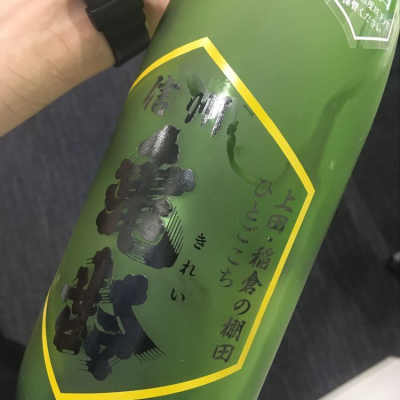 上田・稲倉の棚田
ひとごこち
信州
亀齢
きれい